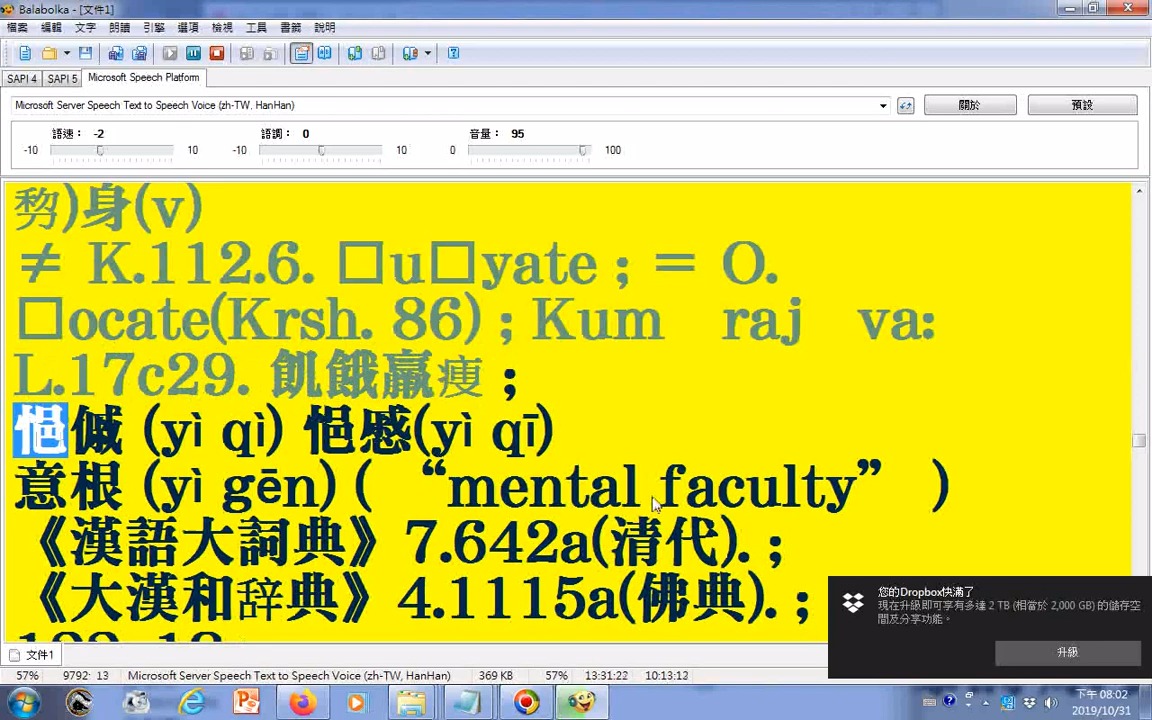 Balabolka - [文件1]
檔案 編輯 文字 朗讀 引擎 選項 檢視 工具 書籤 說明
SAPI 4 SAPI 5 Microsoft Speech Platform
Microsoft Server Speech Text to Speech Voice (zh-TW, HanHan) 關於 預設
語速： -2 語調： 0 音量： 95
-10 10 -10 10 0 100
)身(v)
≠ K.112.6. □u□yate ; = O.
□ocate(Krsh. 86) ; Kum raj va:
L.17c29. 飢餓羸瘦 ;
悒傶 (yì qì) 悒慼(yì qī)
意根 (yì gēn) ( “mental faculty” )
《漢語大詞典》7.642a(清代). ;
《大漢和辞典》4.1115a(佛典). ;
您的Dropbox快滿了
現在升級即可享有多達 2 TB (相當於 2,000 GB) 的儲存空
間及分享功能。
升級
文件1
57% 9792: 13 Microsoft Server Speech Text to Speech Voice (zh-TW, HanHan) 369 KB 57% 13:31:22 10:13:12
下午 08:02
2019/10/31